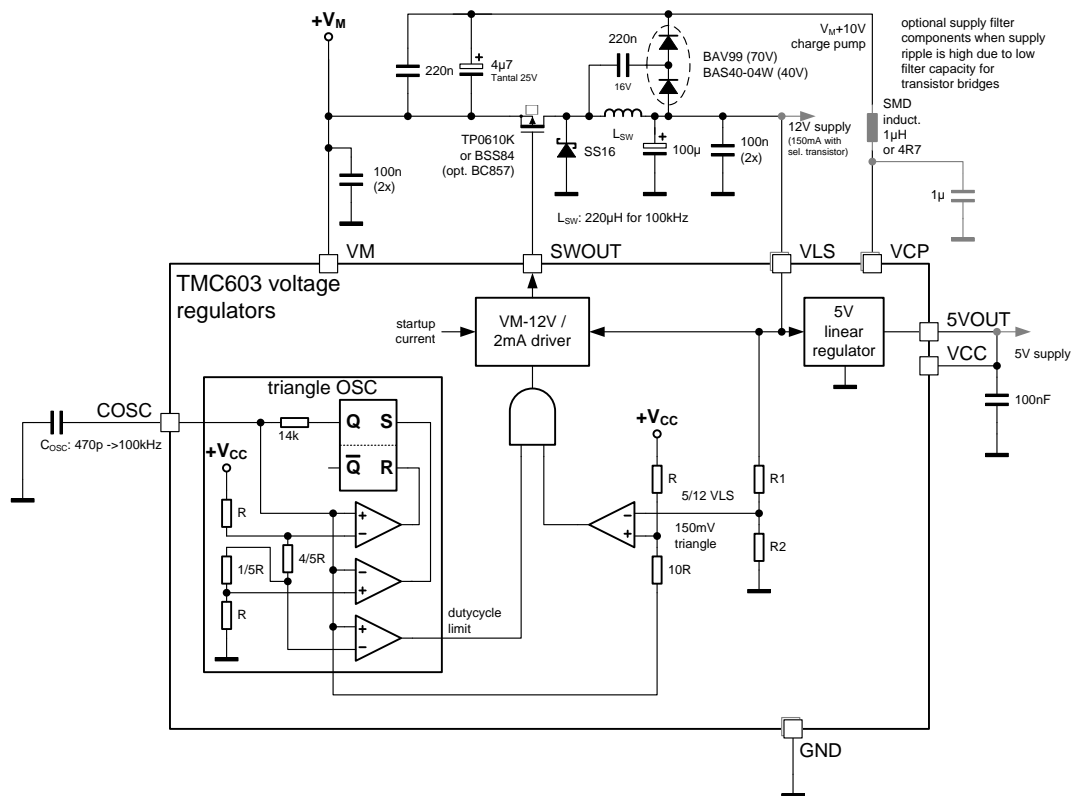 +VM
220n
4µ7
Tantal 25V
220n
16V
VM+10V
charge pump
BAV99 (70V)
BAS40-04W (40V)
optional supply filter
components when supply
ripple is high due to low
filter capacity for
transistor bridges
SMD
induct.
1µH
or 4R7
1µ
100n
(2x)
TP0610K
or BSS84
(opt. BC857)
SS16
LSW
+
100µ
100n
(2x)
12V supply
(150mA with
sel. transistor)
LSW: 220µH for 100kHz
VM
SWOUT
VLS
VCP
TMC603 voltage
regulators
startup
current
VM-12V /
2mA driver
5V
linear
regulator
5VOUT
VCC
5V supply
100nF
triangle OSC
COSC
COSC: 470p ->100kHz
14k
Q
S
Q
R
+VCC
R
4/5R
1/5R
R
+
−
−
+
+
−
dutycycle
limit
+VCC
R
5/12 VLS
−
+
150mV
triangle
10R
R1
R2
GND